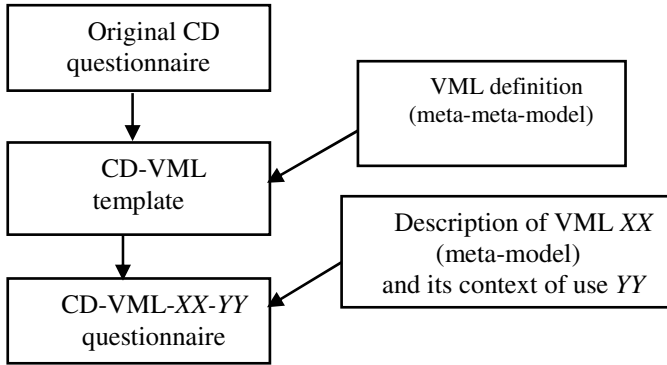 Original CD
questionnaire
VML definition
(meta-meta-model)
CD-VML
template
Description of VML XX
(meta-model)
and its context of use YY
CD-VML-XX-YY
questionnaire